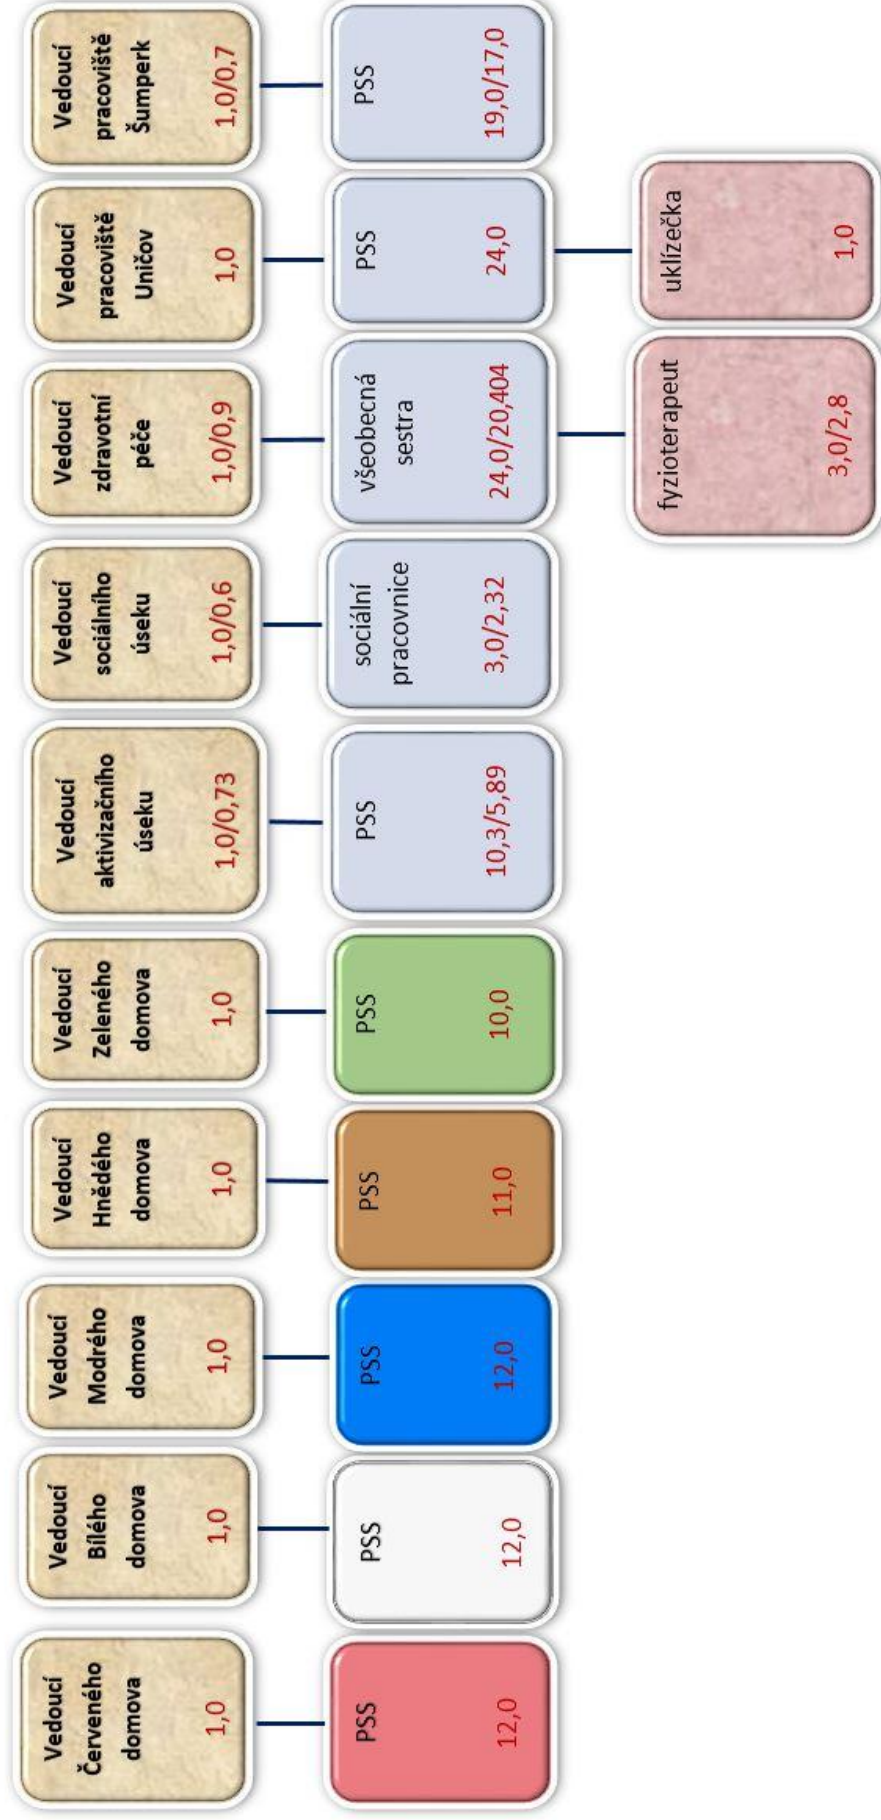 Vedoucí
Červeného
domova
1,0
Vedoucí
Bílého
domova
1,0
Vedoucí
Modrého
domova
1,0
Vedoucí
Hnědého
domova
1,0
Vedoucí
Zeleného
domova
1,0
Vedoucí
aktivizačního
úseku
1,0/0,73
Vedoucí
sociálního
úseku
1,0/0,6
Vedoucí
zdravotní
péče
1,0/0,9
Vedoucí
pracoviště
Uničov
1,0
Vedoucí
pracoviště
Šumperk
1,0/0,7
PSS
12,0
PSS
12,0
PSS
12,0
PSS
11,0
PSS
10,0
PSS
10,3/5,89
sociální
pracovnice
3,0/2,32
všeobecná
sestra
24,0/20,404
PSS
24,0
PSS
19,0/17,0
fyzioterapeut
3,0/2,8
uklízečka
1,0